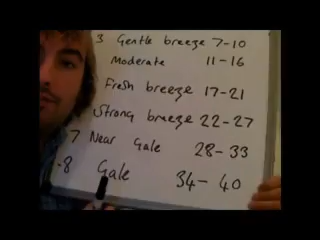 3 Gentle breeze 7-10
Moderate 11-16
Fresh breeze 17-21
Strong breeze 22-27
7 Near Gale 28-33
-8 Gale 34-40